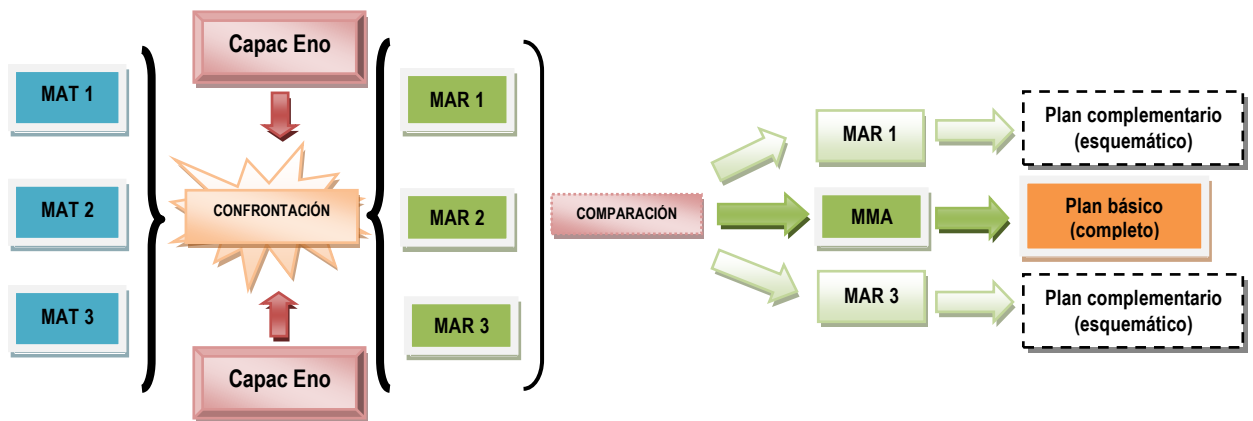 MAT 1
MAT 2
MAT 3
Capac Eno
CONFRONTACIÓN
Capac Eno
MAR 1
MAR 2
MAR 3
COMPARACIÓN
MAR 1
MMA
MAR 3
Plan complementario
(esquemático)
Plan básico
(completo)
Plan complementario
(esquemático)